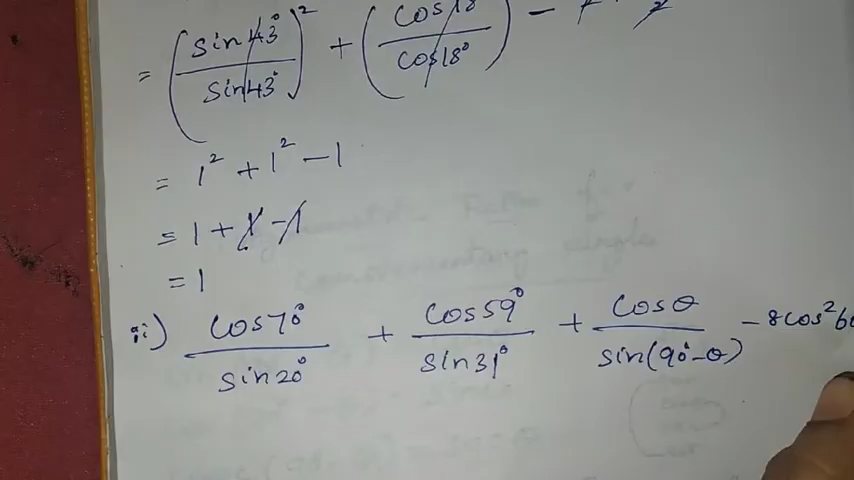 = (sin43°/sin43°)² + (cos18/cos18°) -
= 1² + 1² - 1
= 1 + 1 - 1
= 1
ii) cos70°/sin20° + cos59°/sin31° + cosθ/sin(90°-θ) - 8cos²60